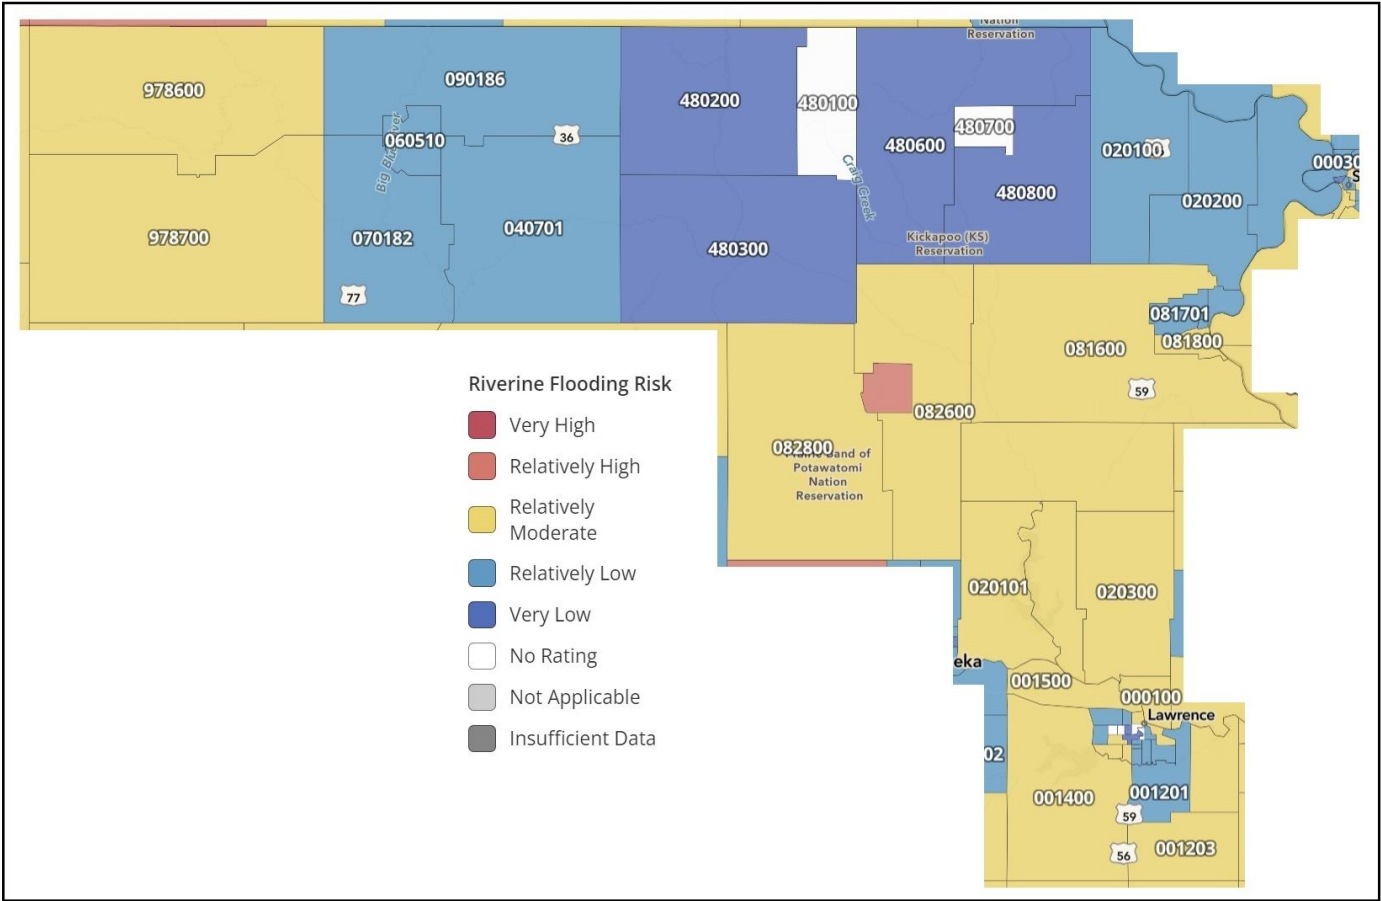 Nation
Reservation
978600
090186
480200
480100
060510
36
480600
480700
020100
00030
S
480800
020200
Craig Creek
978700
070182
040701
480300
Kickapoo (KS)
Reservation
77
081701
081800
081600
59
082600
082800
Band of
Potawatomi
Nation
Reservation
Riverine Flooding Risk
Very High
Relatively High
Relatively
Moderate
Relatively Low
Very Low
No Rating
Not Applicable
Insufficient Data
020101
020300
eka
001500
000100
Lawrence
02
001400
001201
59
56
001203